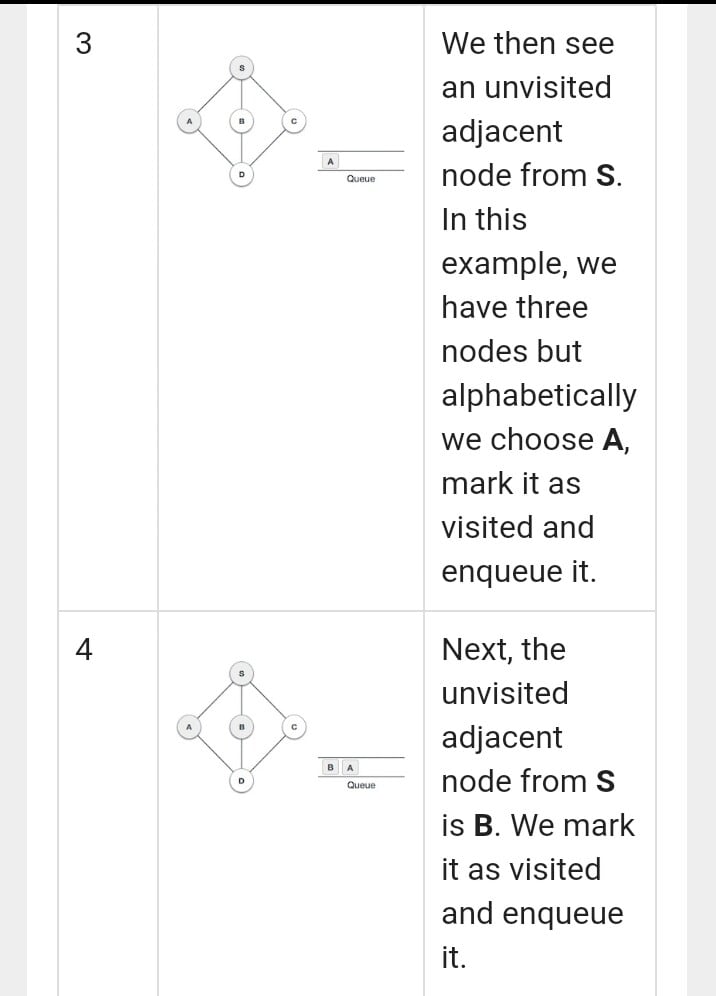 3
S
A
B
C
D
A
Queue
We then see
an unvisited
adjacent
node from S.
In this
example, we
have three
nodes but
alphabetically
we choose A,
mark it as
visited and
enqueue it.
4
S
A
B
C
D
B A
Queue
Next, the
unvisited
adjacent
node from S
is B. We mark
it as visited
and enqueue
it.